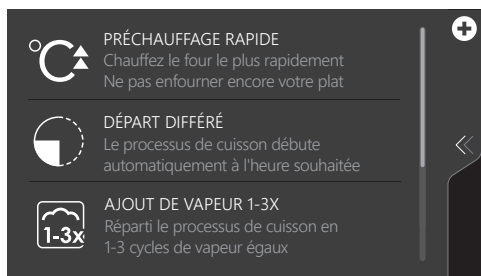 °C
PRÉCHAUFFAGE RAPIDE
Chauffez le four le plus rapidement
Ne pas enfourner encore votre plat
DÉPART DIFFÉRÉ
Le processus de cuisson débute
automatiquement à l'heure souhaitée
1-3x
AJOUT DE VAPEUR 1-3X
Réparti le processus de cuisson en
1-3 cycles de vapeur égaux